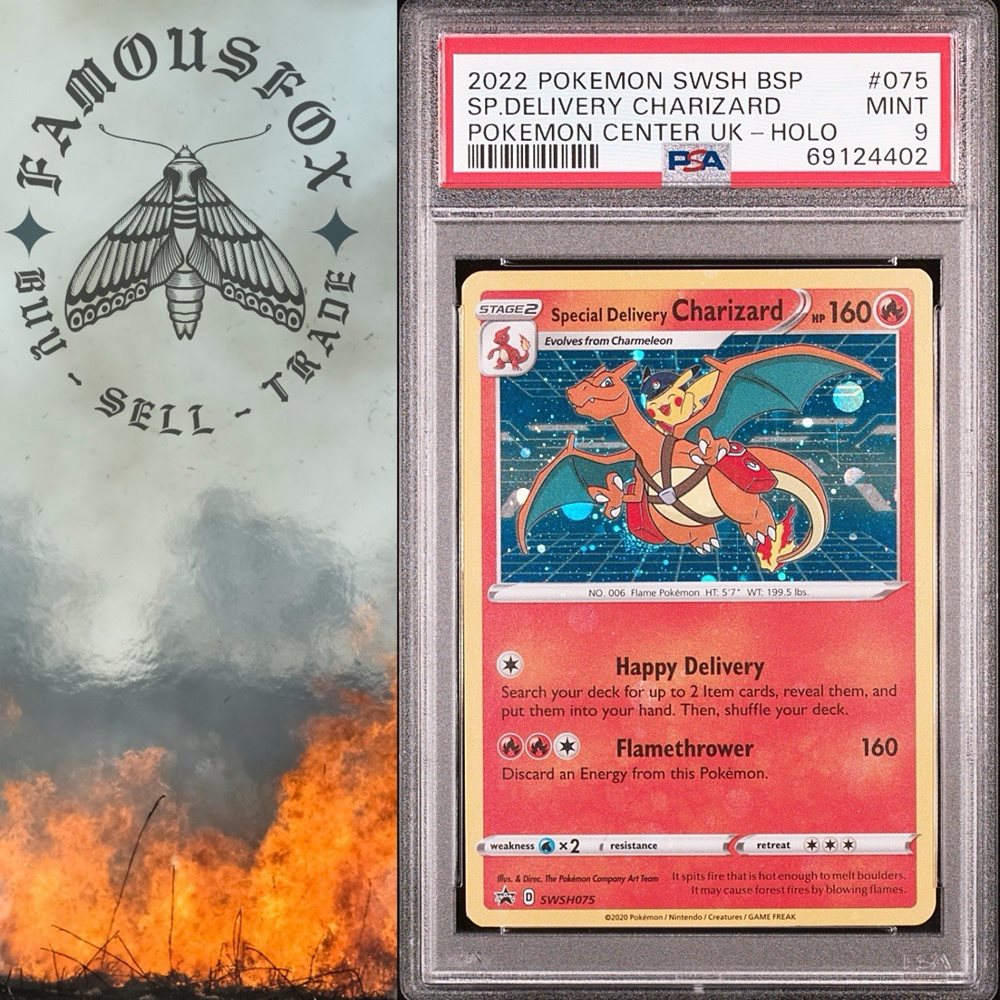 FAMOUSFOX
BUY - SELL - TRADE
2022 POKEMON SWSH BSP #075
SP.DELIVERY CHARIZARD MINT
POKEMON CENTER UK - HOLO 9
PSA 69124402
STAGE2 Special Delivery Charizard HP 160
Evolves from Charmeleon
NO. 006 Flame Pokémon HT: 5'7" WT: 199.5 lbs.
Happy Delivery
Search your deck for up to 2 Item cards, reveal them, and
put them into your hand. Then, shuffle your deck.
Flamethrower 160
Discard an Energy from this Pokémon.
weakness ×2 resistance retreat
Illus. & Direc. The Pokémon Company Art Team
It spits fire that is hot enough to melt boulders.
It may cause forest fires by blowing flames.
D SWSH075
©2020 Pokémon / Nintendo / Creatures / GAME FREAK
PSA